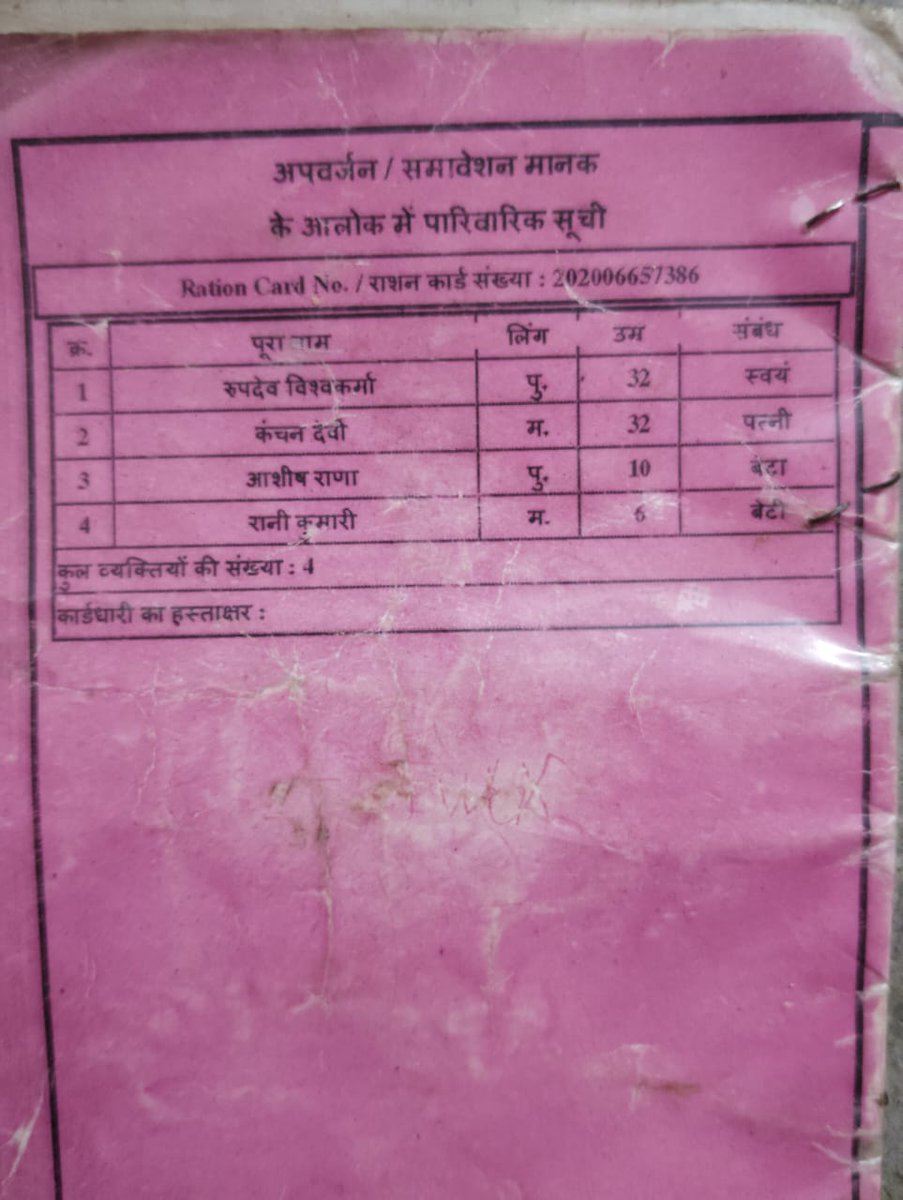 अपवर्जन / समावेशन मानक
के आलोक में पारिवारिक सूची
Ration Card No. / राशन कार्ड संख्या : 202006657386
क्र. पूरा नाम लिंग उम्र संबंध
1 रुपदेव विश्वकर्मा पु. 32 स्वयं
2 कंचन देवी म. 32 पत्नी
3 आशीष राणा पु. 10 बेटा
4 रानी कुमारी म. 6 बेटी
कुल व्यक्तियों की संख्या : 4
कार्डधारी का हस्ताक्षर :